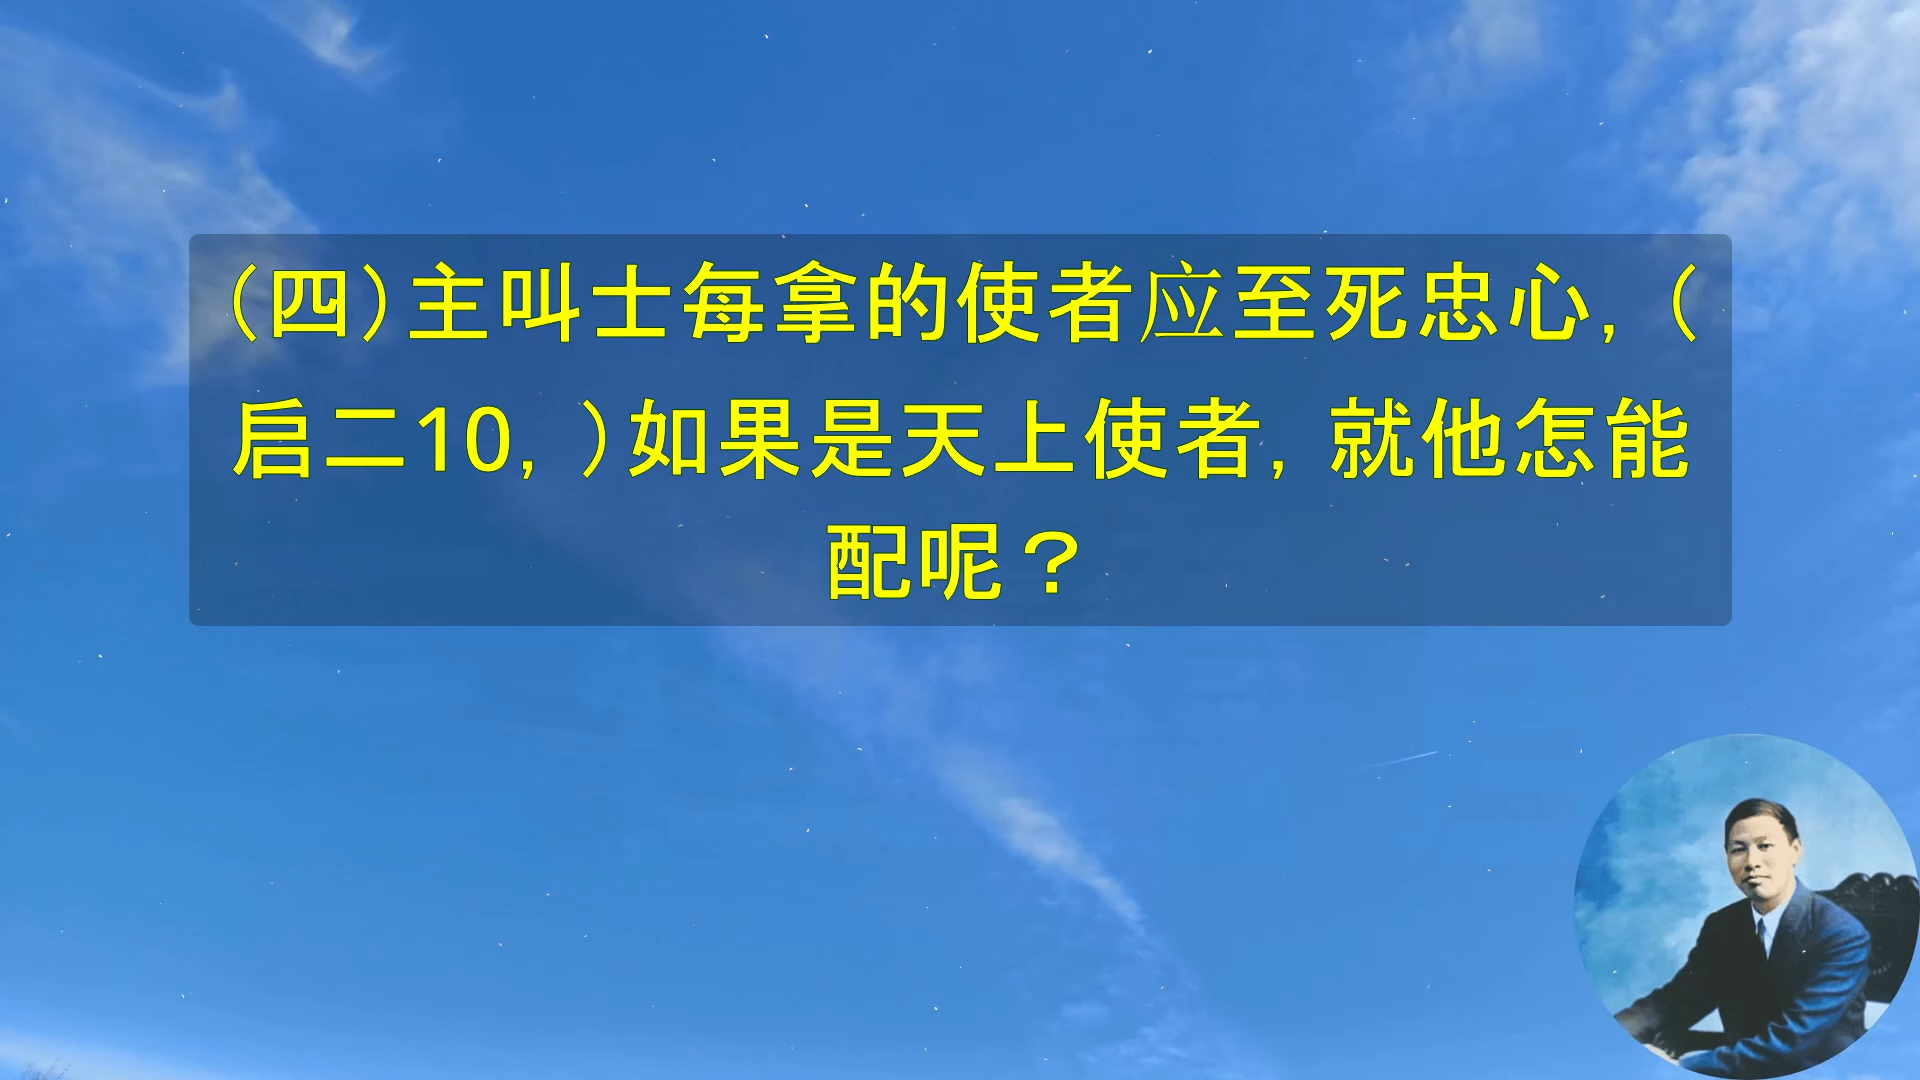 (四)主叫士每拿的使者应至死忠心, (
启二10, )如果是天上使者, 就他怎能
配呢？